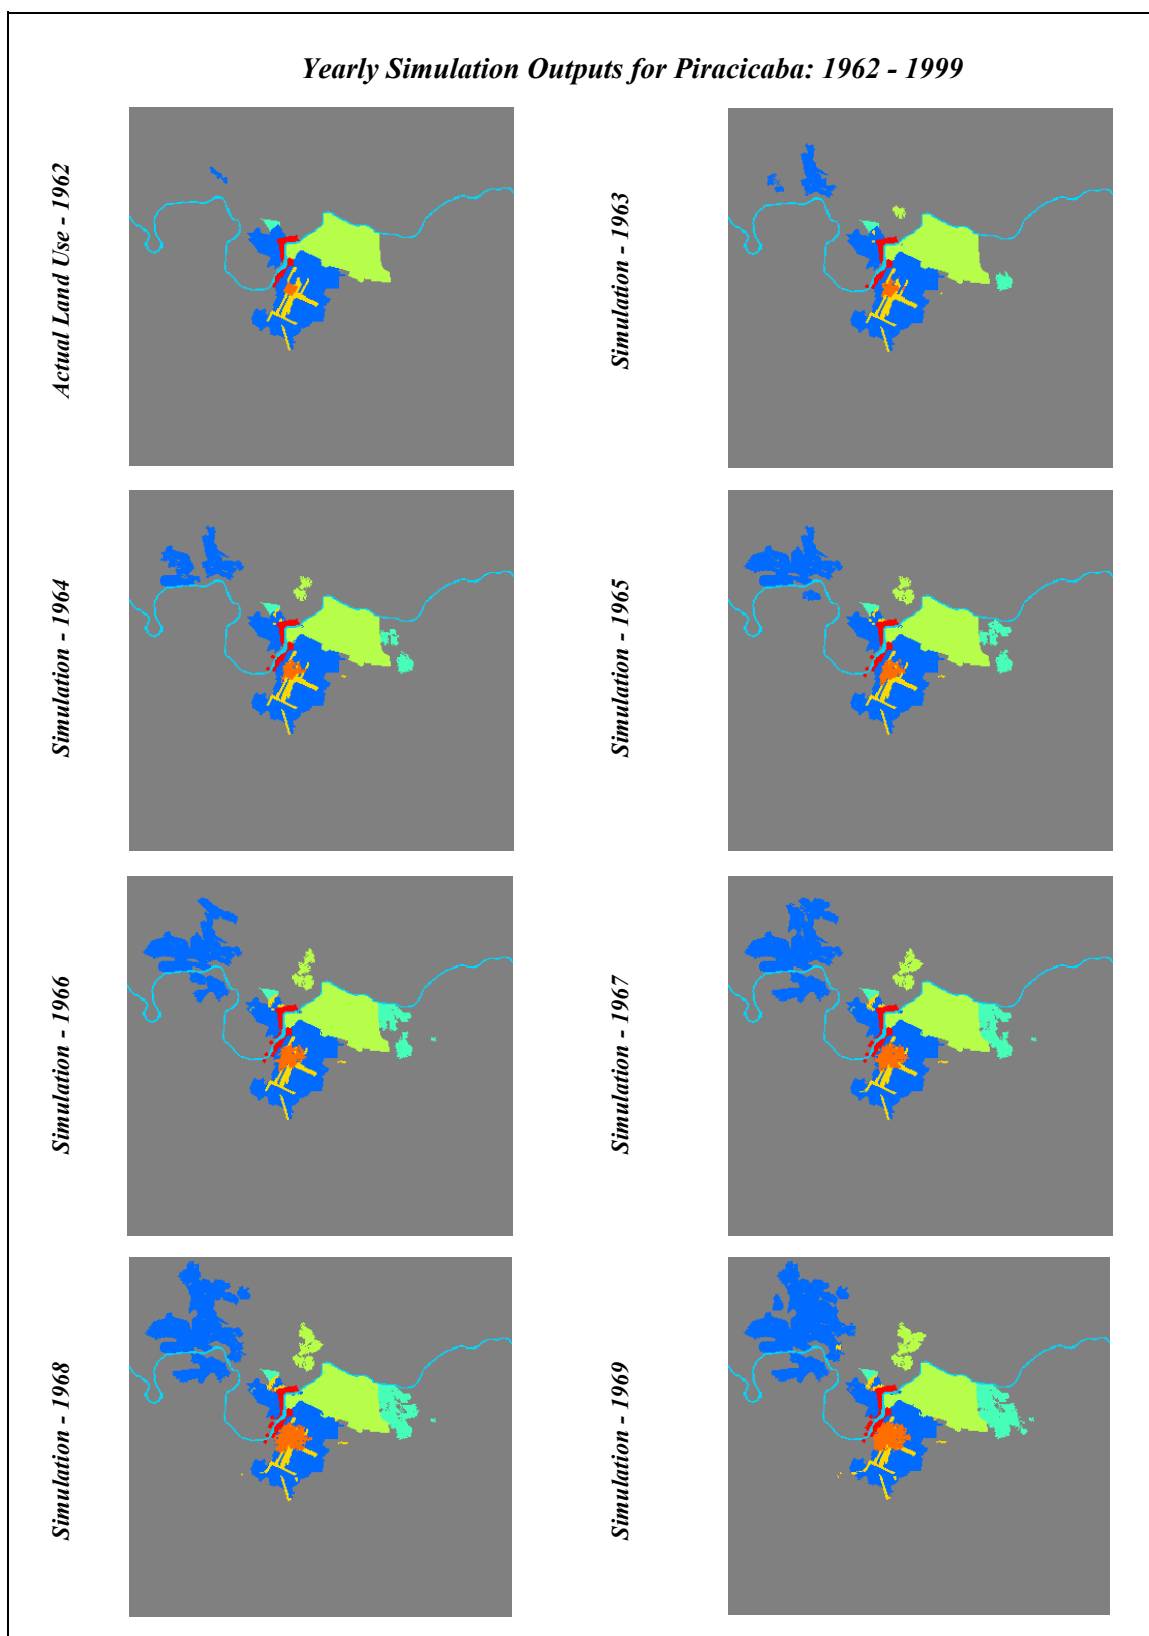 Yearly Simulation Outputs for Piracicaba: 1962 - 1999
Actual Land Use - 1962
Simulation - 1963
Simulation - 1964
Simulation - 1965
Simulation - 1966
Simulation - 1967
Simulation - 1968
Simulation - 1969